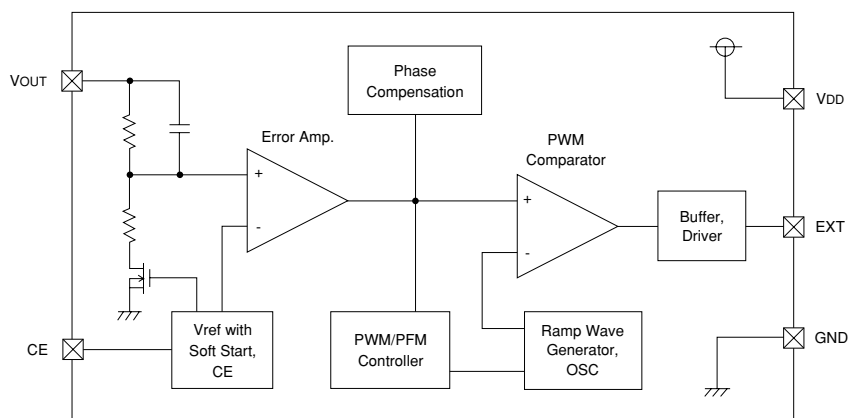 Phase
Compensation
VOUT
VDD
Error Amp.
PWM
Comparator
+
-
+
-
Buffer,
Driver
EXT
Vref with
Soft Start,
CE
CE
PWM/PFM
Controller
Ramp Wave
Generator,
OSC
GND